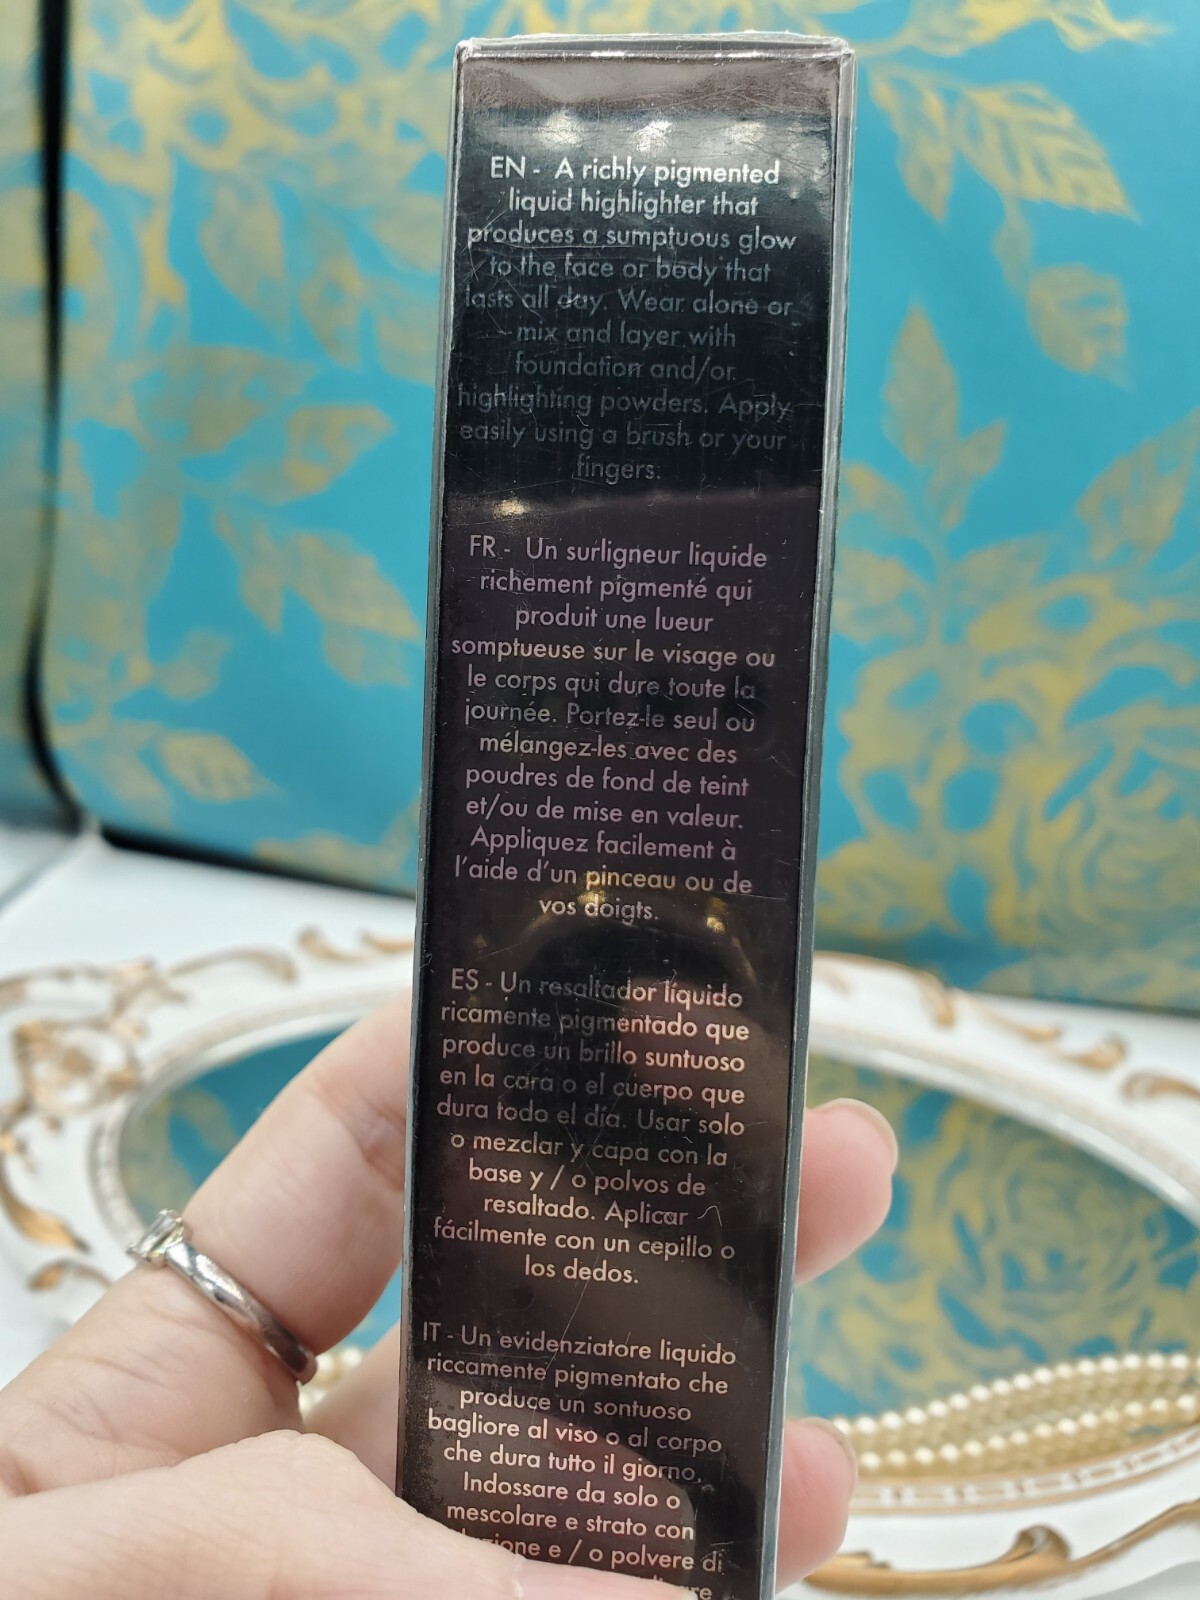 EN - A richly pigmented
liquid highlighter that
produces a sumptuous glow
to the face or body that
lasts all day. Wear alone or
mix and layer with
foundation and/or
highlighting powders. Apply
easily using a brush or your
fingers.
FR - Un surligneur liquide
richement pigmenté qui
produit une lueur
somptueuse sur le visage ou
le corps qui dure toute la
journée. Portez-le seul ou
mélangez-les avec des
poudres de fond de teint
et/ou de mise en valeur.
Appliquez facilement à
l'aide d'un pinceau ou de
vos doigts.
ES - Un resaltador líquido
ricamente pigmentado que
produce un brillo suntuoso
en la cara o el cuerpo que
dura todo el día. Usar solo
o mezclar y capa con la
base y / o polvos de
resaltado. Aplicar
fácilmente con un cepillo o
los dedos.
IT - Un evidenziatore liquido
riccamente pigmentato che
produce un sontuoso
bagliore al viso o al corpo
che dura tutto il giorno.
Indossare da solo o
mescolare e strato con
e / o polvere di